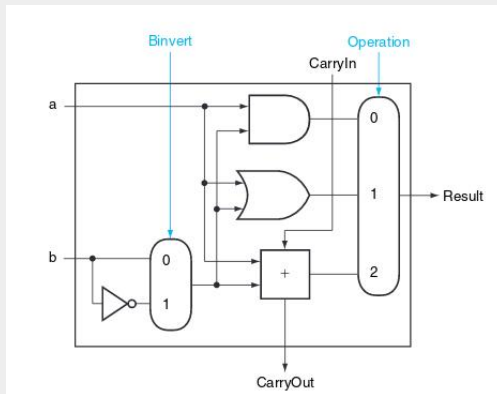 Binvert
Operation
CarryIn
a
0
1
Result
b
0
1
+
2
CarryOut